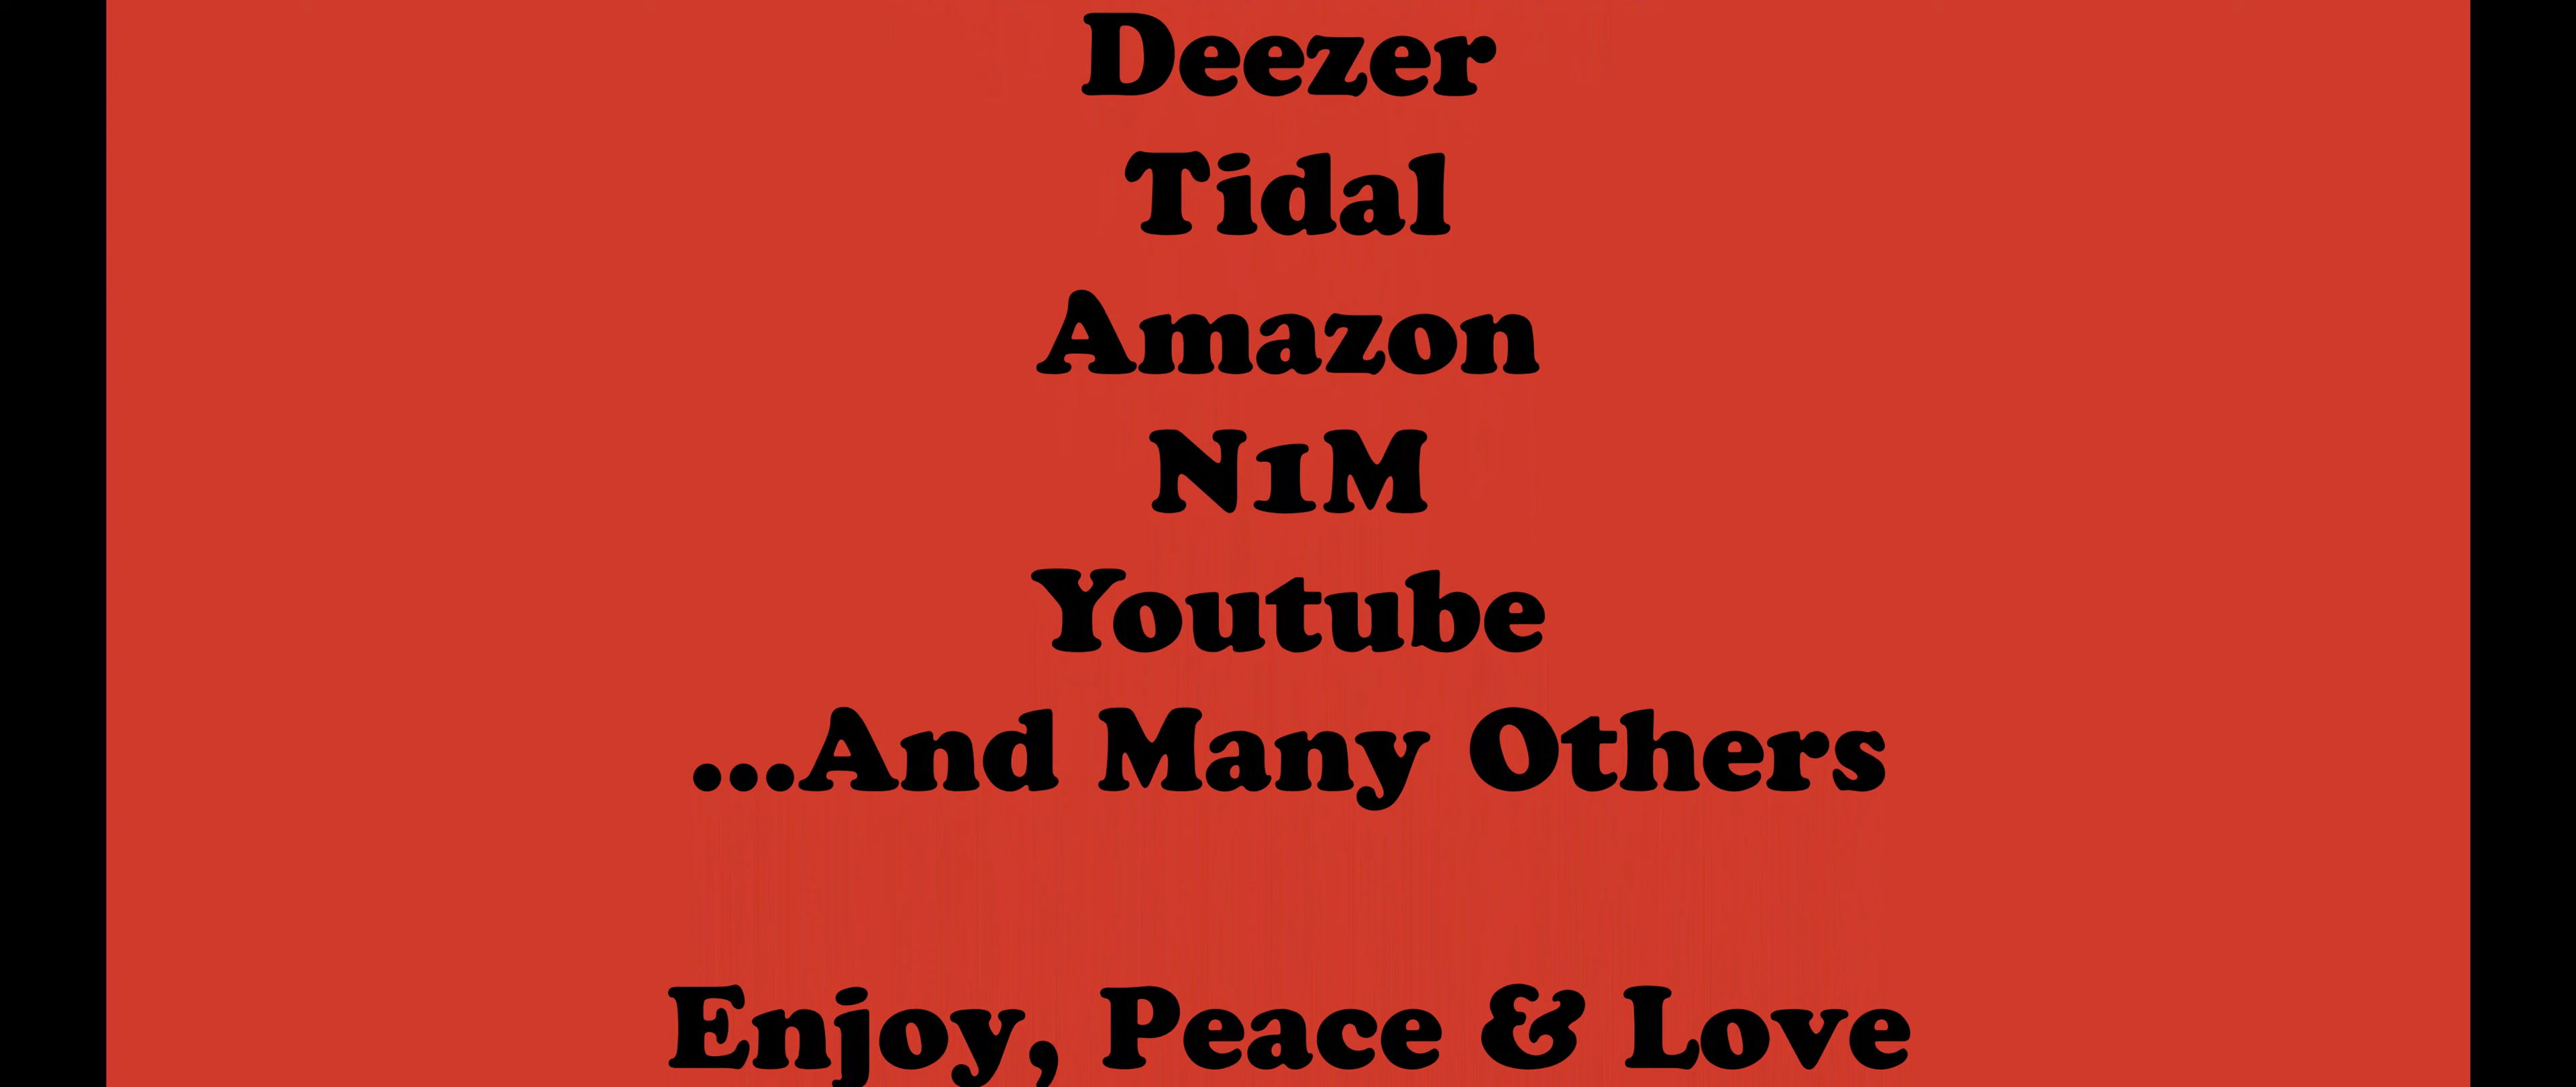 Deezer
Tidal
Amazon
N1M
Youtube
...And Many Others
Enjoy, Peace & Love